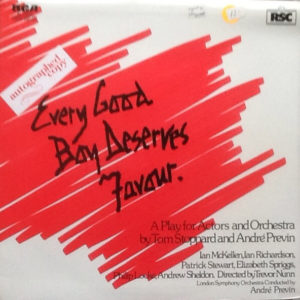 RCA
RSC
autographed
copy
Every Good
Boy Deserves
Favour.
A Play for Actors and Orchestra
by Tom Stoppard and André Previn
Ian McKellen, Ian Richardson,
Patrick Stewart, Elizabeth Spriggs,
Philip Locke, Andrew Sheldon. Directed by Trevor Nunn
London Symphony Orchestra Conducted by
André Previn